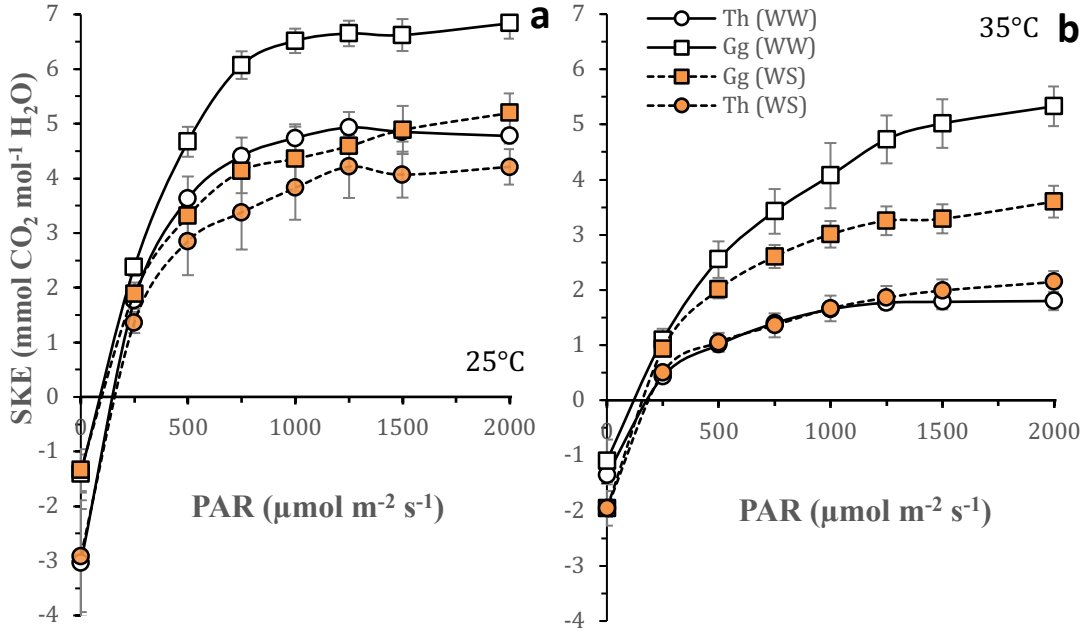 a
7
6
5
4
3
2
1
0
-1
-2
-3
-4
SKE (mmol CO₂ mol⁻¹ H₂O)
25°C
0 500 1000 1500 2000
PAR (µmol m⁻² s⁻¹)
35°C b
Th (WW)
Gg (WW)
Gg (WS)
Th (WS)
7
6
5
4
3
2
1
0
-1
-2
-3
-4
0 500 1000 1500 2000
PAR (µmol m⁻² s⁻¹)